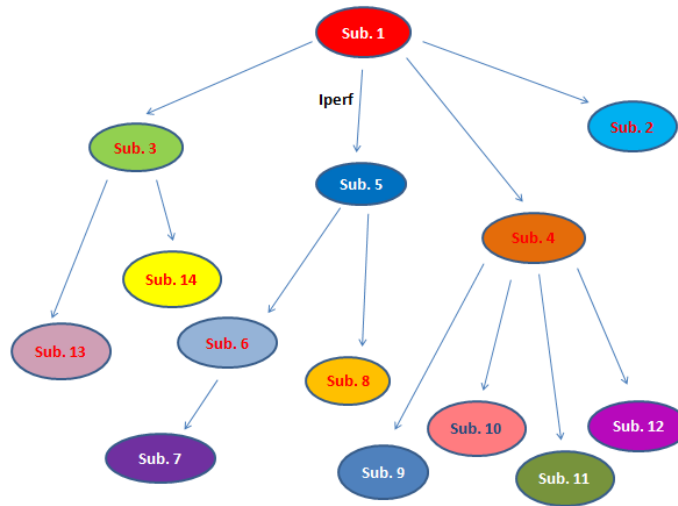 Sub. 1
Iperf
Sub. 2
Sub. 3
Sub. 5
Sub. 4
Sub. 14
Sub. 6
Sub. 13
Sub. 8
Sub. 10
Sub. 12
Sub. 7
Sub. 9
Sub. 11